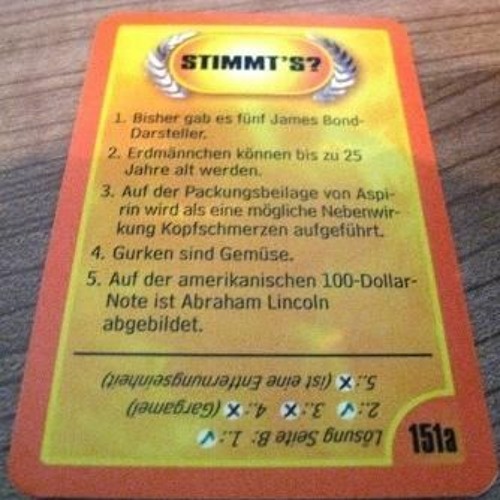 STIMMT'S?
1. Bisher gab es fünf James Bond-
Darsteller.
2. Erdmännchen können bis zu 25
Jahre alt werden.
3. Auf der Packungsbeilage von Aspi-
rin wird als eine mögliche Nebenwir-
kung Kopfschmerzen aufgeführt.
4. Gurken sind Gemüse.
5. Auf der amerikanischen 100-Dollar-
Note ist Abraham Lincoln
abgebildet.
Lösung Seite B: 1.: ✓
2.: ✓ 3.: x 4.: x (Gargamel)
5.: x (ist eine Entfernungseinheit)
151a